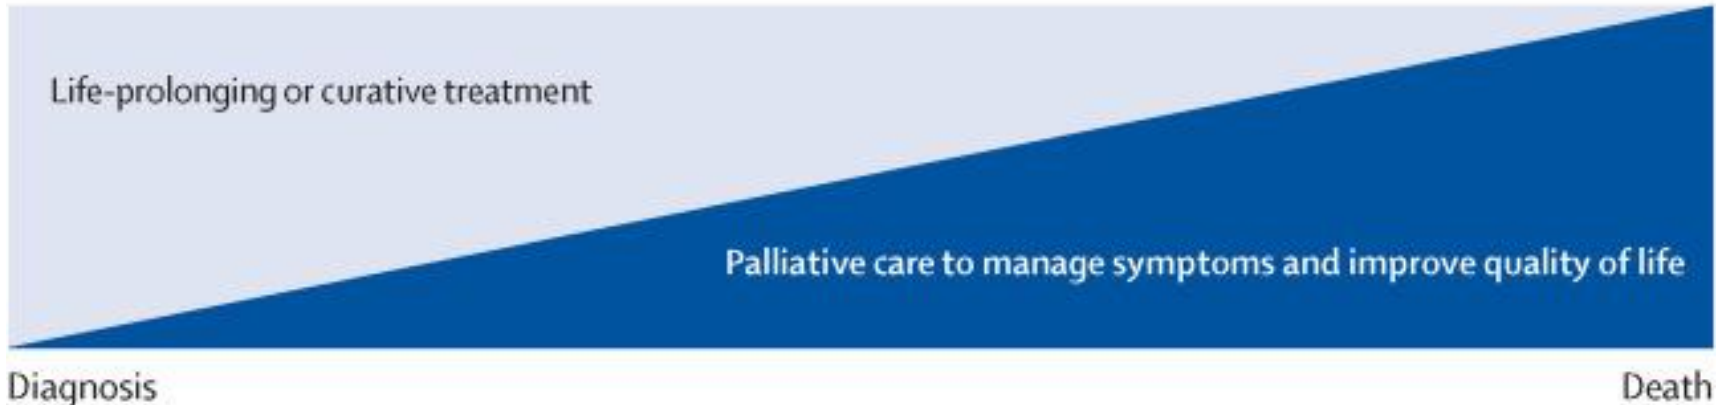 Life-prolonging or curative treatment
Palliative care to manage symptoms and improve quality of life
Diagnosis
Death